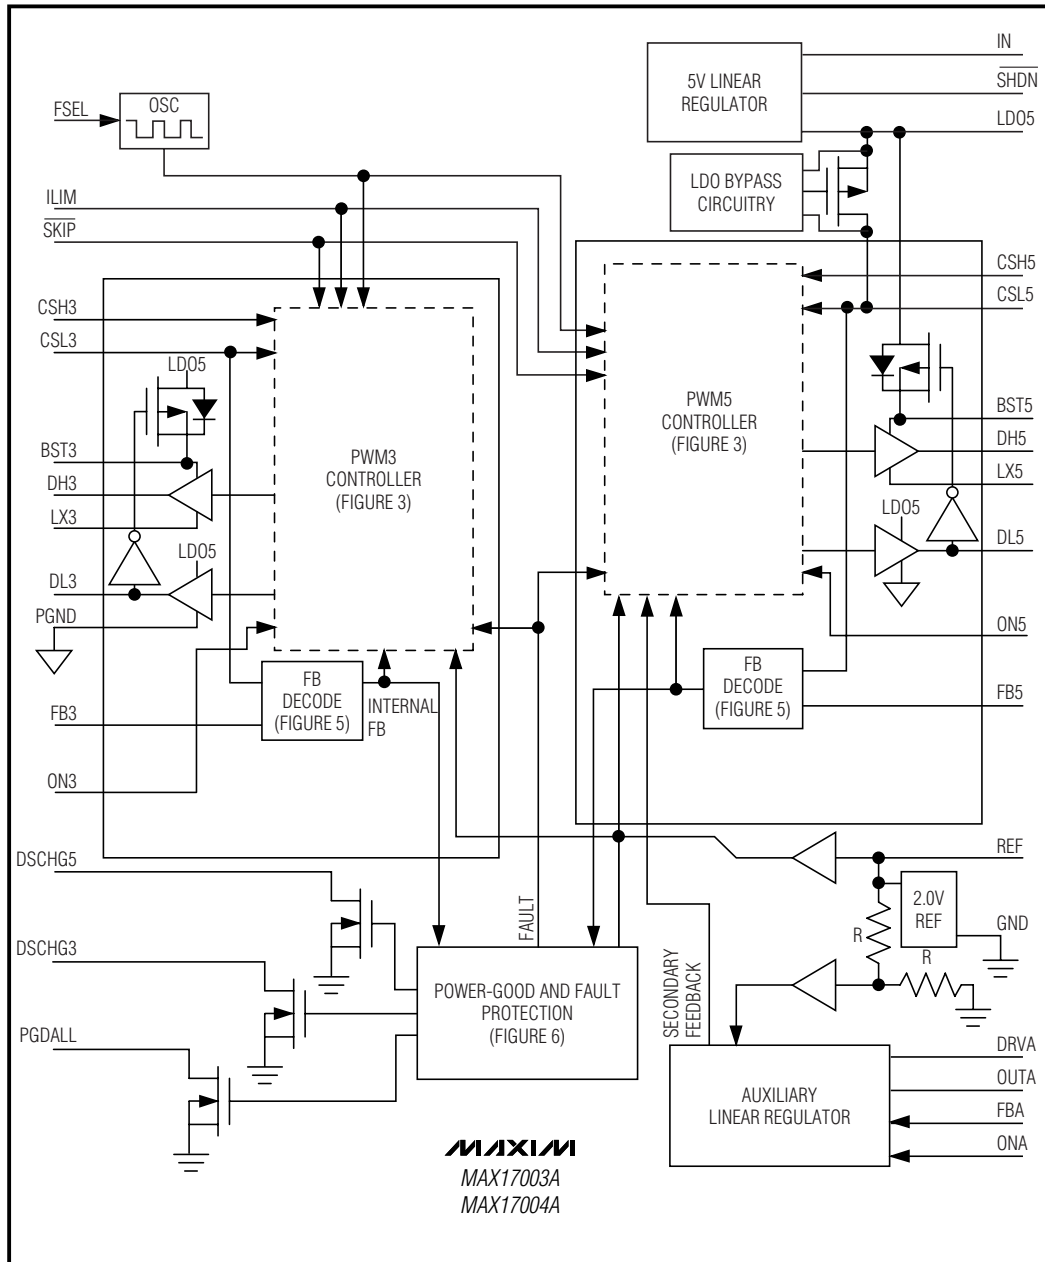 IN
5V LINEAR
REGULATOR
SHDN
LDO5
FSEL
OSC
LDO BYPASS
CIRCUITRY
ILIM
SKIP
CSH5
CSL5
CSH3
CSL3
LDO5
PWM5
CONTROLLER
(FIGURE 3)
BST5
DH5
LX5
PWM3
CONTROLLER
(FIGURE 3)
BST3
DH3
LX3
LDO5
DL5
LDO5
DL3
PGND
ON5
FB
DECODE
(FIGURE 5)
INTERNAL
FB
FB
DECODE
(FIGURE 5)
FB3
FB5
ON3
REF
DSCHG5
2.0V
REF
GND
R
R
FAULT
DSCHG3
POWER-GOOD AND FAULT
PROTECTION
(FIGURE 6)
SECONDARY
FEEDBACK
PGDALL
DRVA
OUTA
AUXILIARY
LINEAR REGULATOR
FBA
ONA
MAXIM
MAX17003A
MAX17004A